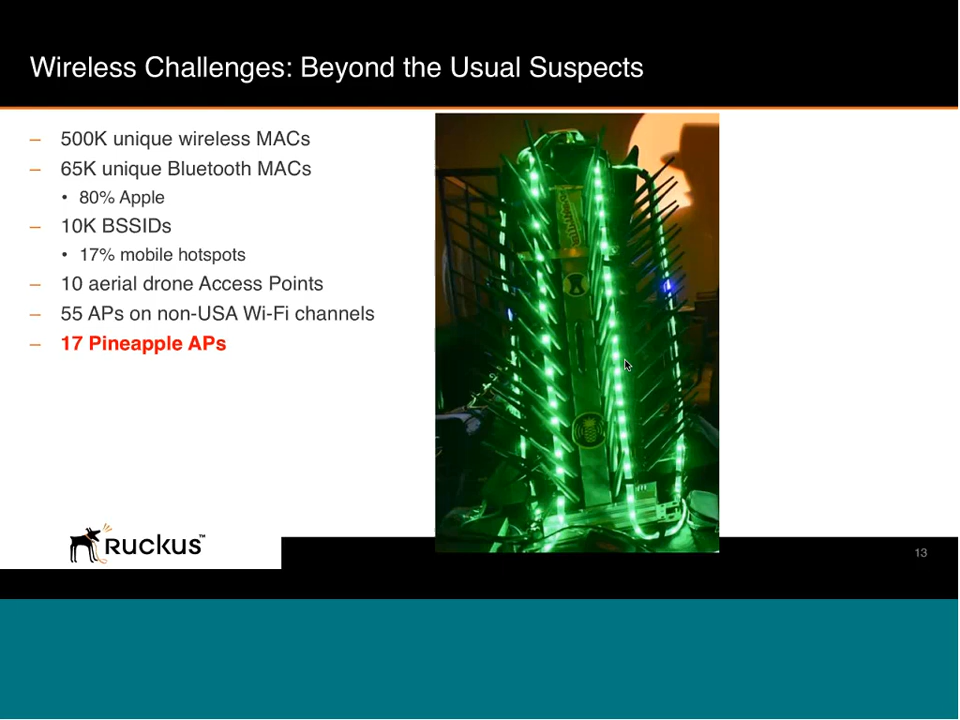 Wireless Challenges: Beyond the Usual Suspects
– 500K unique wireless MACs
– 65K unique Bluetooth MACs
• 80% Apple
– 10K BSSIDs
• 17% mobile hotspots
– 10 aerial drone Access Points
– 55 APs on non-USA Wi-Fi channels
– 17 Pineapple APs
Ruckus™
13